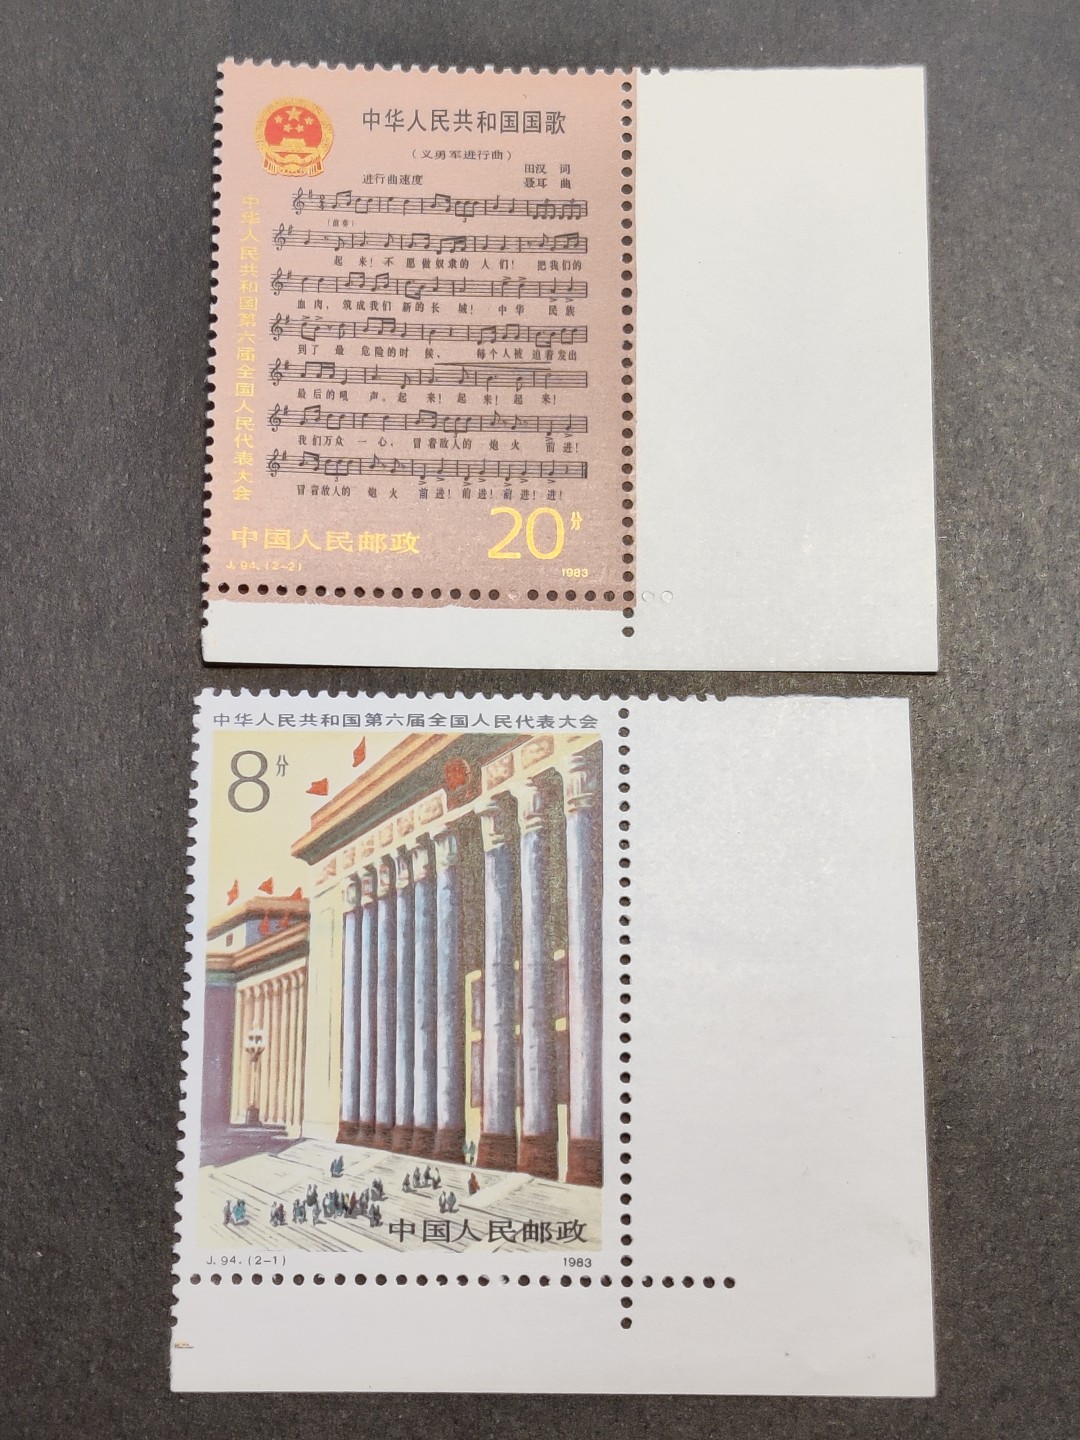 中华人民共和国国歌
(义勇军进行曲)
田汉 词
进行曲速度
聂耳 曲
(前奏)
起 来! 不 愿 做 奴 隶 的 人 们! 把 我们 的
血 肉, 筑 成 我们 新 的 长 城! 中 华 民 族
到 了 最 危 险 的 时 候、 每 个 人 被 迫 着 发 出
最 后 的 吼 声。 起 来! 起 来! 起 来!
我 们 万 众 一 心, 冒 着 敌 人 的 炮 火 前 进!
冒 着 敌 人 的 炮 火 前 进! 前 进! 前 进! 进!
中华人民共和国第六届全国人民代表大会
20分
中国人民邮政
J.94.(2-2)
1983
中华人民共和国第六届全国人民代表大会
8分
中国人民邮政
J.94.(2-1)
1983